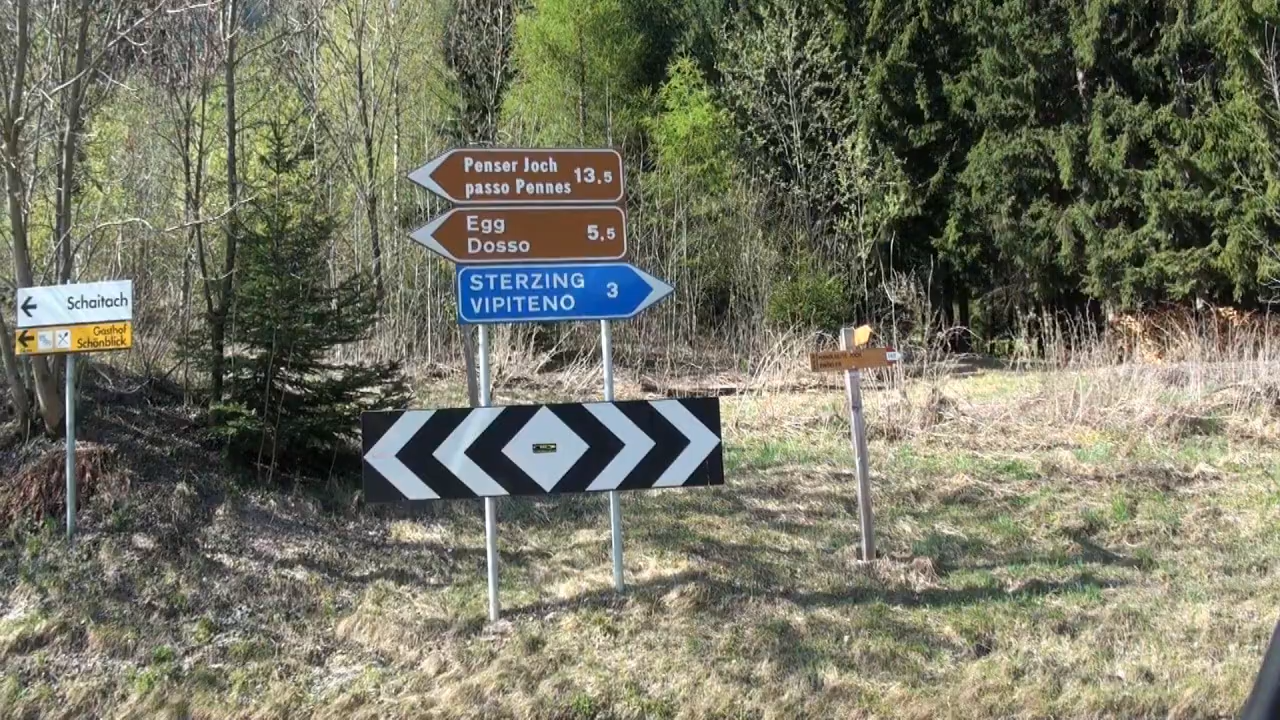 Penser Joch
passo Pennes 13,5
Egg
Dosso 5,5
STERZING
VIPITENO 3
Schaitach
Gasthof
Schönblick